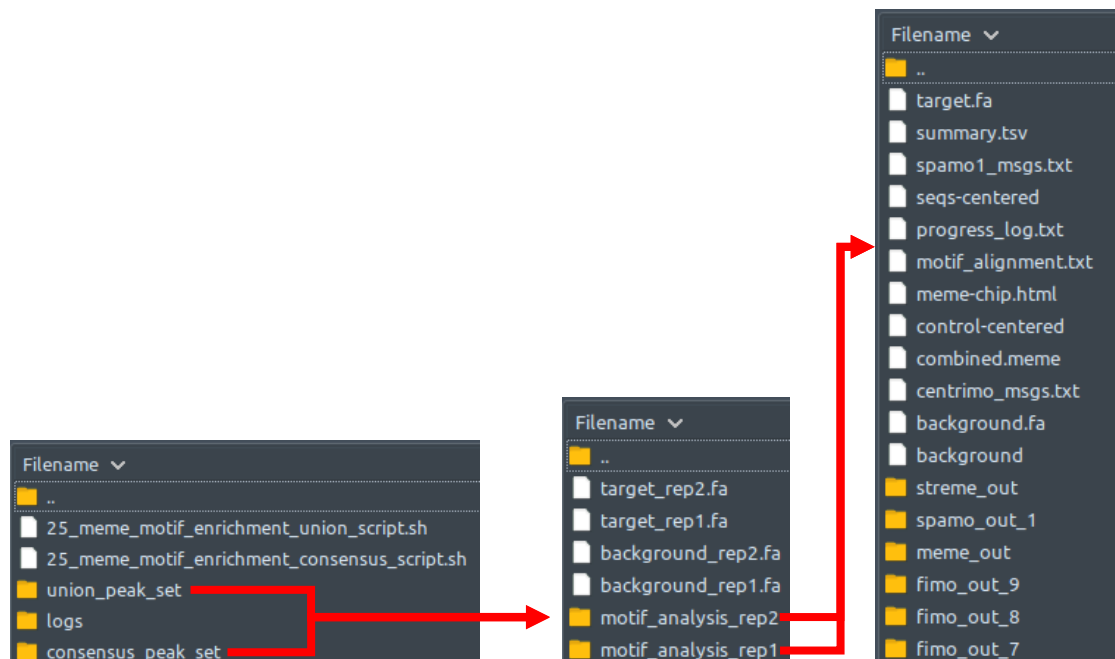 Filename
..
25_meme_motif_enrichment_union_script.sh
25_meme_motif_enrichment_consensus_script.sh
union_peak_set
logs
consensus_peak_set
Filename
..
target_rep2.fa
target_rep1.fa
background_rep2.fa
background_rep1.fa
motif_analysis_rep2
motif_analysis_rep1
Filename
..
target.fa
summary.tsv
spamo1_msgs.txt
seqs-centered
progress_log.txt
motif_alignment.txt
meme-chip.html
control-centered
combined.meme
centrimo_msgs.txt
background.fa
background
streme_out
spamo_out_1
meme_out
fimo_out_9
fimo_out_8
fimo_out_7